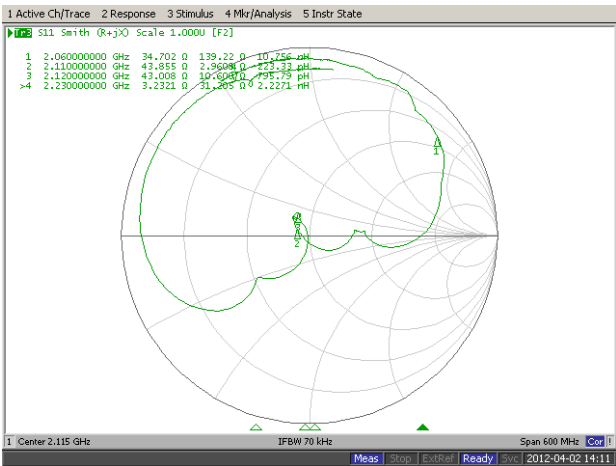 1 Active Ch/Trace 2 Response 3 Stimulus 4 Mkr/Analysis 5 Instr State
Tr3 S11 Smith (R+jX) Scale 1.000U [F2]
1 2.060000000 GHz 34.702 Ω 139.22 Ω 10.756 nH
2 2.110000000 GHz 43.855 Ω 2.9608 Ω 223.33 pH
3 2.120000000 GHz 43.008 Ω 10.600 Ω 795.79 pH
>4 2.230000000 GHz 3.2321 Ω 31.205 Ω 2.2271 nH
1
2
1 Center 2.115 GHz IFBW 70 kHz Span 600 MHz Cor !
Meas Stop ExtRef Ready Svc 2012-04-02 14:11